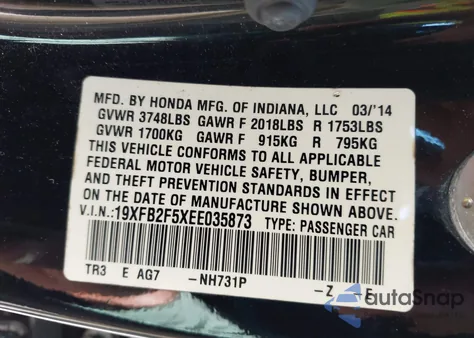 MFD. BY HONDA MFG. OF INDIANA, LLC 03/'14
GVWR 3748LBS GAWR F 2018LBS R 1753LBS
GVWR 1700KG GAWR F 915KG R 795KG
THIS VEHICLE CONFORMS TO ALL APPLICABLE
FEDERAL MOTOR VEHICLE SAFETY, BUMPER,
AND THEFT PREVENTION STANDARDS IN EFFECT
ON THE DATE OF MANUFACTURE SHOWN ABOVE.
V.I.N.:19XFB2F5XEE035873 TYPE: PASSENGER CAR
TR3 E AG7 -NH731P -Z -E
autoSnap